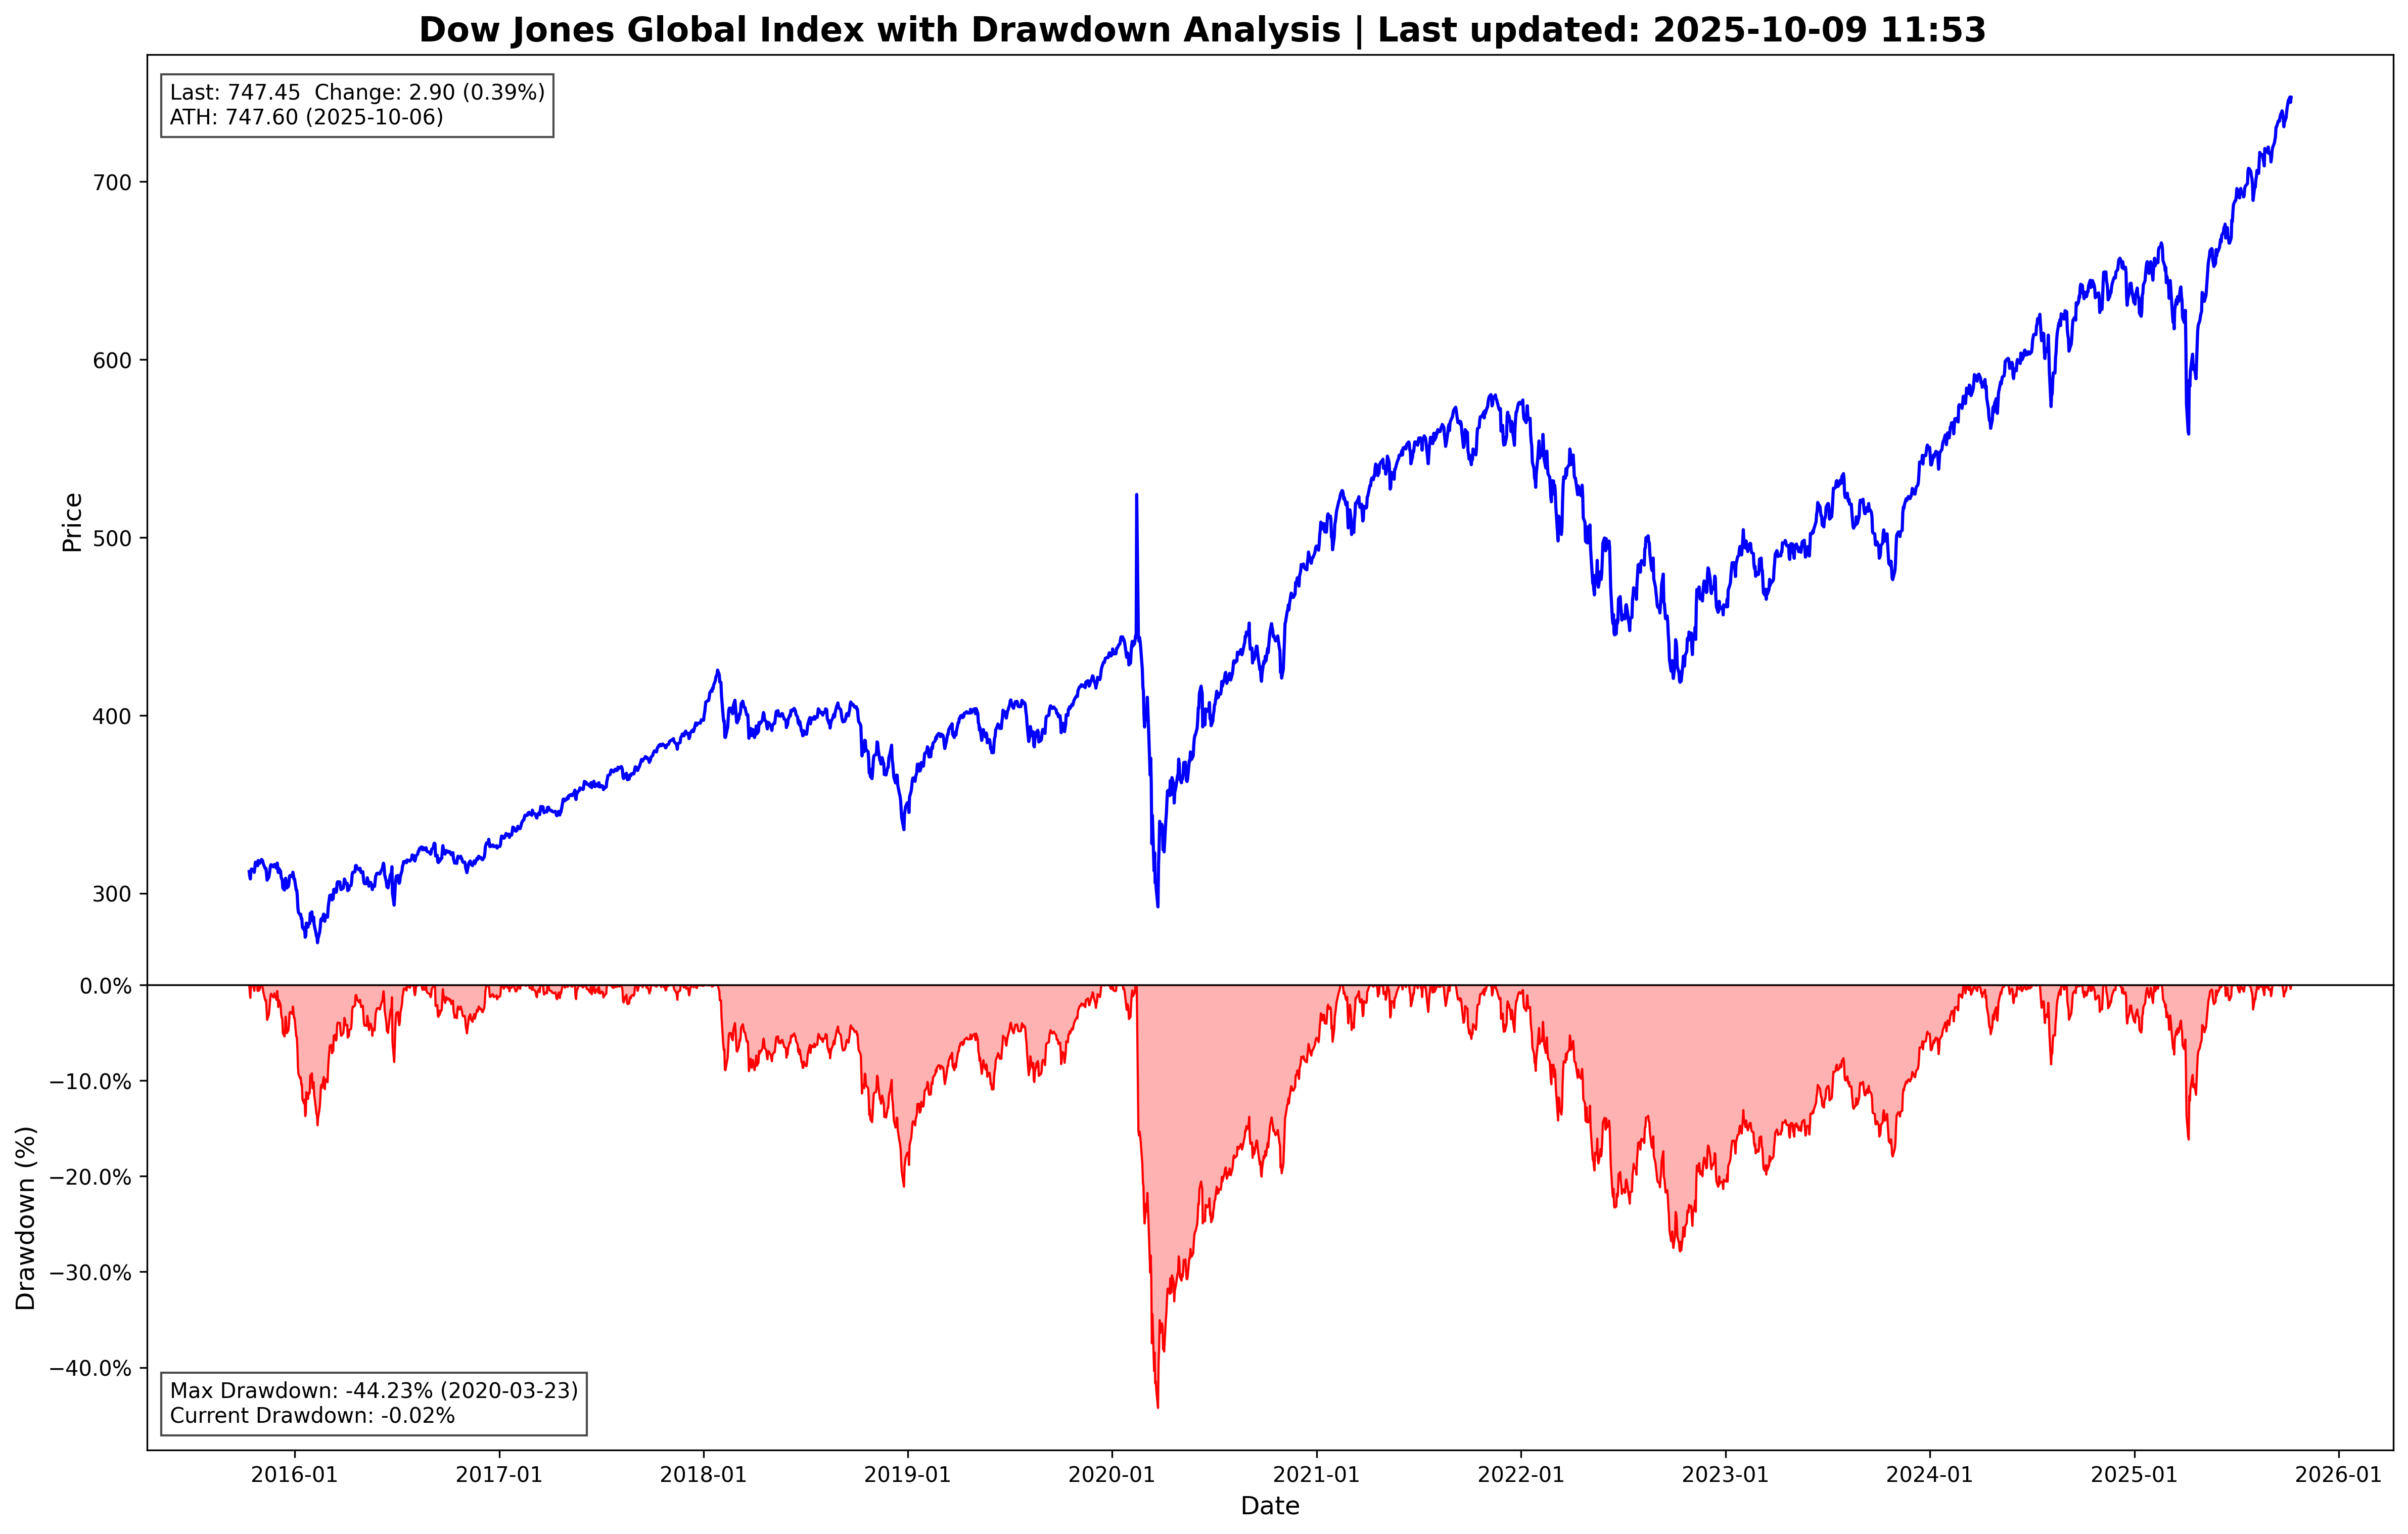 Dow Jones Global Index with Drawdown Analysis | Last updated: 2025-10-09 11:53
Last: 747.45  Change: 2.90 (0.39%)
ATH: 747.60 (2025-10-06)
Price
700
600
500
400
300
0.0%
−10.0%
−20.0%
−30.0%
−40.0%
Drawdown (%)
Max Drawdown: -44.23% (2020-03-23)
Current Drawdown: -0.02%
2016-01
2017-01
2018-01
2019-01
2020-01
2021-01
2022-01
2023-01
2024-01
2025-01
2026-01
Date